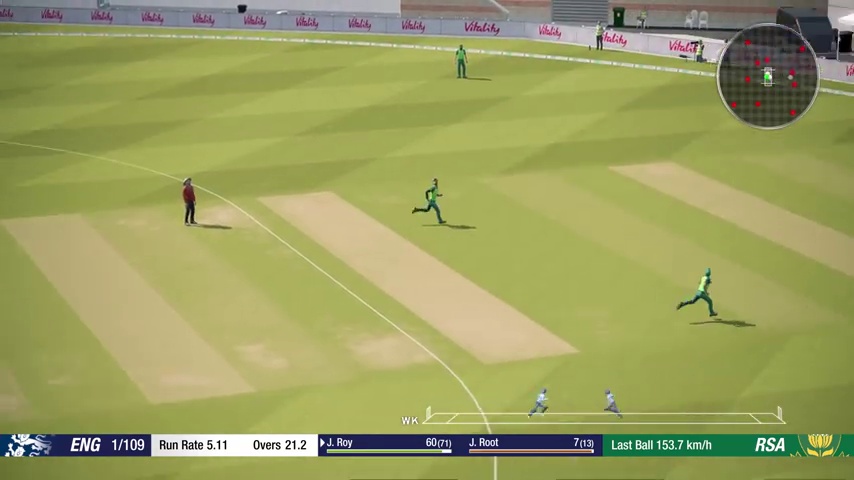 Vitality Vitality Vitality Vitality Vitality Vitality Vitality Vitality Vitality Vitality
WK
ENG 1/109 Run Rate 5.11 Overs 21.2 J. Roy 60 (71) J. Root 7 (13) Last Ball 153.7 km/h RSA